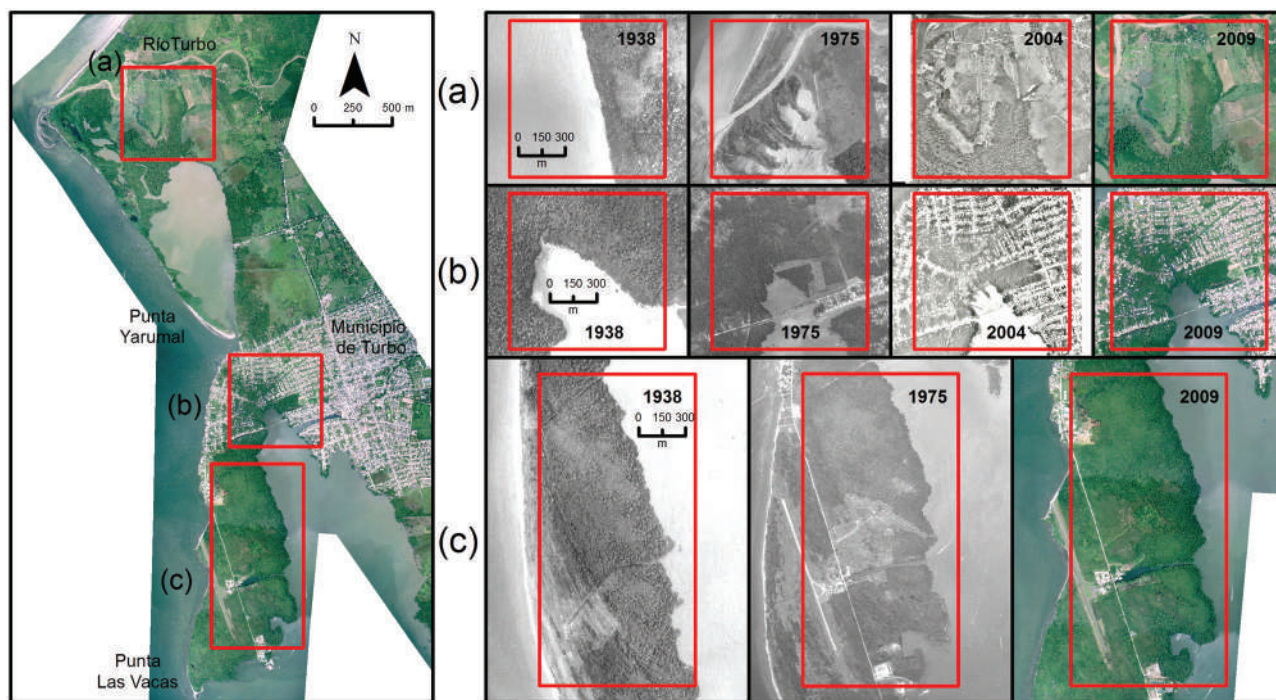 RíoTurbo
(a)
N
0 250 500 m
Punta
Yarumal
Municipio
de Turbo
(b)
(c)
Punta
Las Vacas
(a)
1938
0 150 300
m
1975
2004
2009
(b)
0 150 300
m
1938
1975
2004
2009
(c)
1938
0 150 300
m
1975
2009